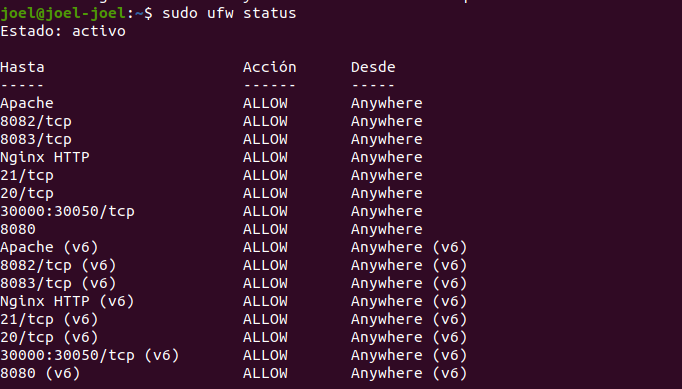 joel@joel-joel:~$ sudo ufw status
Estado: activo
Hasta Acción Desde
----- ------ -----
Apache ALLOW Anywhere
8082/tcp ALLOW Anywhere
8083/tcp ALLOW Anywhere
Nginx HTTP ALLOW Anywhere
21/tcp ALLOW Anywhere
20/tcp ALLOW Anywhere
30000:30050/tcp ALLOW Anywhere
8080 ALLOW Anywhere
Apache (v6) ALLOW Anywhere (v6)
8082/tcp (v6) ALLOW Anywhere (v6)
8083/tcp (v6) ALLOW Anywhere (v6)
Nginx HTTP (v6) ALLOW Anywhere (v6)
21/tcp (v6) ALLOW Anywhere (v6)
20/tcp (v6) ALLOW Anywhere (v6)
30000:30050/tcp (v6) ALLOW Anywhere (v6)
8080 (v6) ALLOW Anywhere (v6)